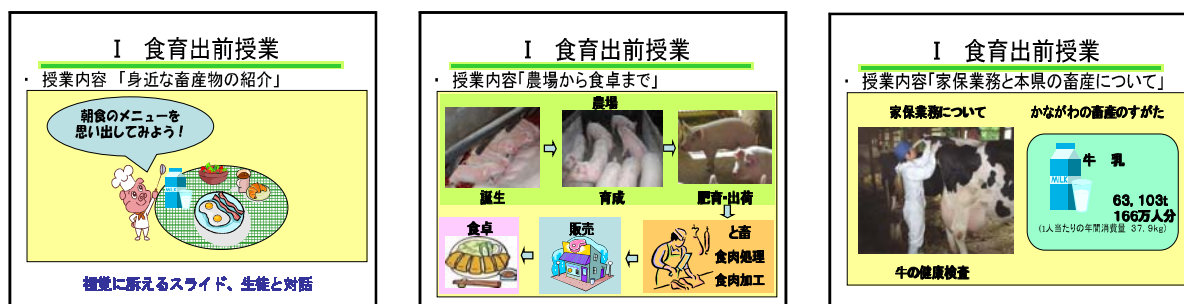 Ⅰ 食育出前授業
・ 授業内容 「身近な畜産物の紹介」
朝食のメニューを
思い出してみよう！
MILK
視覚に訴えるスライド、生徒と対話
Ⅰ 食育出前授業
・ 授業内容「農場から食卓まで」
農場
誕生
育成
肥育・出荷
食卓
販売
と畜
食肉処理
食肉加工
Ⅰ 食育出前授業
・ 授業内容「家保業務と本県の畜産について」
家保業務について
かながわの畜産のすがた
牛 乳
MILK
63，103t
166万人分
(1人当たりの年間消費量 37.9kg)
牛の健康検査